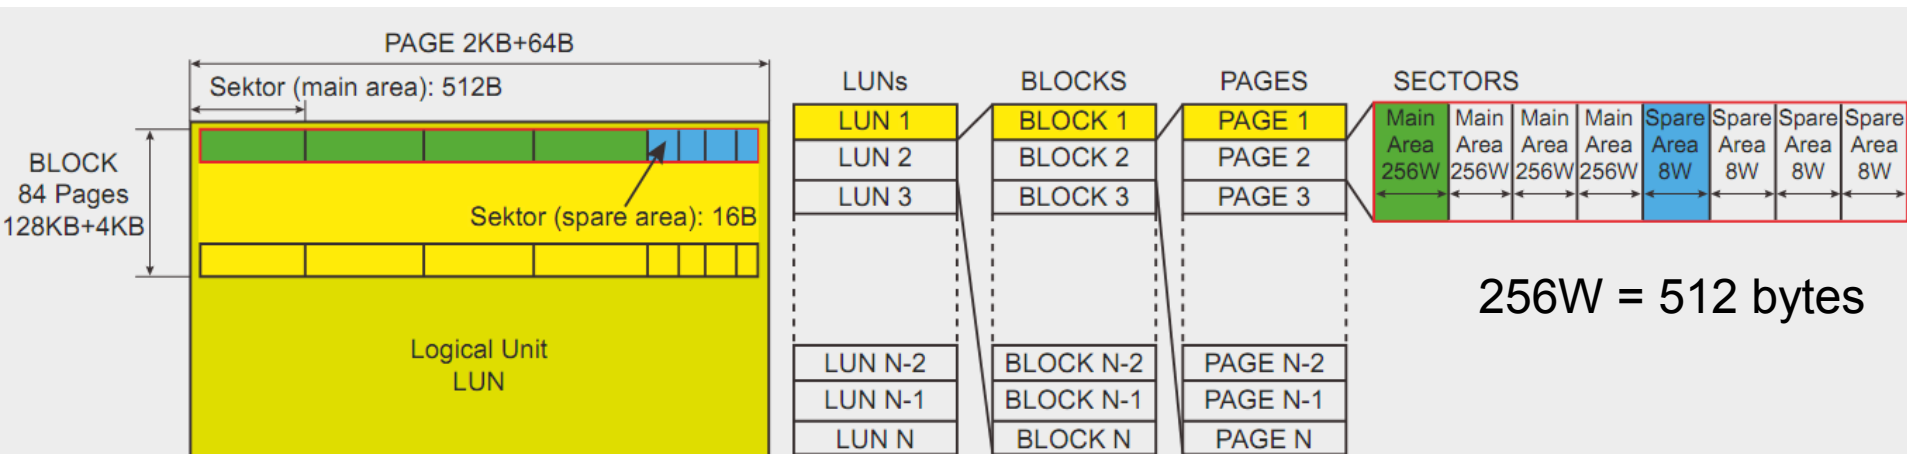 PAGE 2KB+64B
Sektor (main area): 512B
BLOCK
84 Pages
128KB+4KB
Sektor (spare area): 16B
Logical Unit
LUN
LUNs
LUN 1
LUN 2
LUN 3
LUN N-2
LUN N-1
LUN N
BLOCKS
BLOCK 1
BLOCK 2
BLOCK 3
BLOCK N-2
BLOCK N-1
BLOCK N
PAGES
PAGE 1
PAGE 2
PAGE 3
PAGE N-2
PAGE N-1
PAGE N
SECTORS
Main Main Main Main Spare Spare Spare Spare
Area Area Area Area Area Area Area Area
256W 256W 256W 256W 8W 8W 8W 8W
256W = 512 bytes